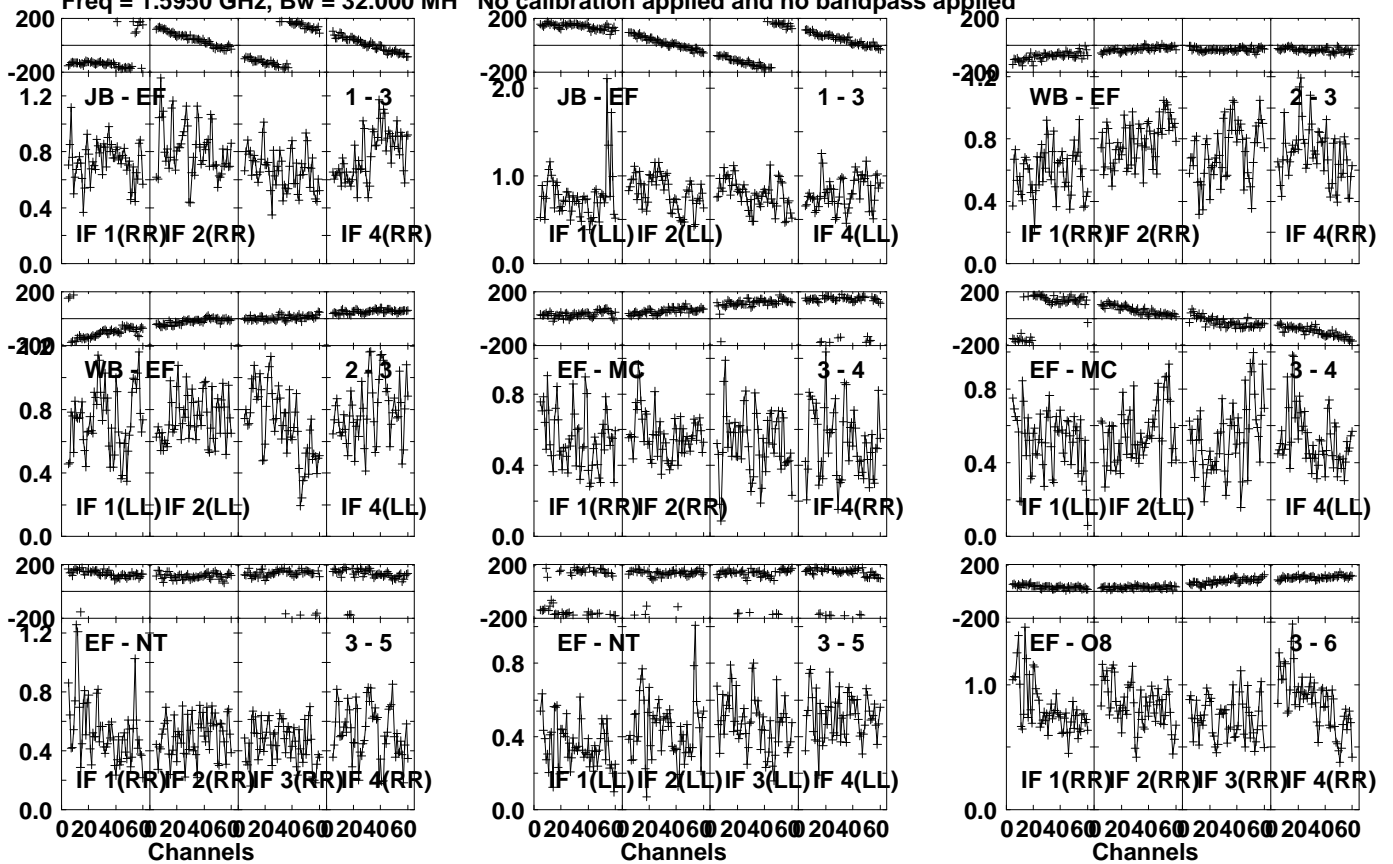 Freq = 1.5950 GHz, Bw = 32.000 MH No calibration applied and no bandpass applied
200
-200
1.2
0.8
0.4
0.0
JB - EF 1 - 3
IF 1(RR) IF 2(RR) IF 4(RR)
200
-200
2.0
1.0
0.0
JB - EF 1 - 3
IF 1(LL) IF 2(LL) IF 4(LL)
200
-200
1.2
0.8
0.4
0.0
WB - EF 2 - 3
IF 1(RR) IF 2(RR) IF 4(RR)
200
-200
1.2
0.8
0.4
0.0
WB - EF 2 - 3
IF 1(LL) IF 2(LL) IF 4(LL)
200
-200
0.8
0.4
0.0
EF - MC 3 - 4
IF 1(RR) IF 2(RR) IF 4(RR)
200
-200
0.8
0.4
0.0
EF - MC 3 - 4
IF 1(LL) IF 2(LL) IF 4(LL)
200
-200
1.2
0.8
0.4
0.0
EF - NT 3 - 5
IF 1(RR) IF 2(RR) IF 3(RR) IF 4(RR)
0 20 40 60 0 20 40 60 0 20 40 60 0 20 40 60
Channels
200
-200
0.8
0.4
0.0
EF - NT 3 - 5
IF 1(LL) IF 2(LL) IF 3(LL) IF 4(LL)
0 20 40 60 0 20 40 60 0 20 40 60 0 20 40 60
Channels
200
-200
1.0
0.0
EF - O8 3 - 6
IF 1(RR) IF 2(RR) IF 3(RR) IF 4(RR)
0 20 40 60 0 20 40 60 0 20 40 60 0 20 40 60
Channels